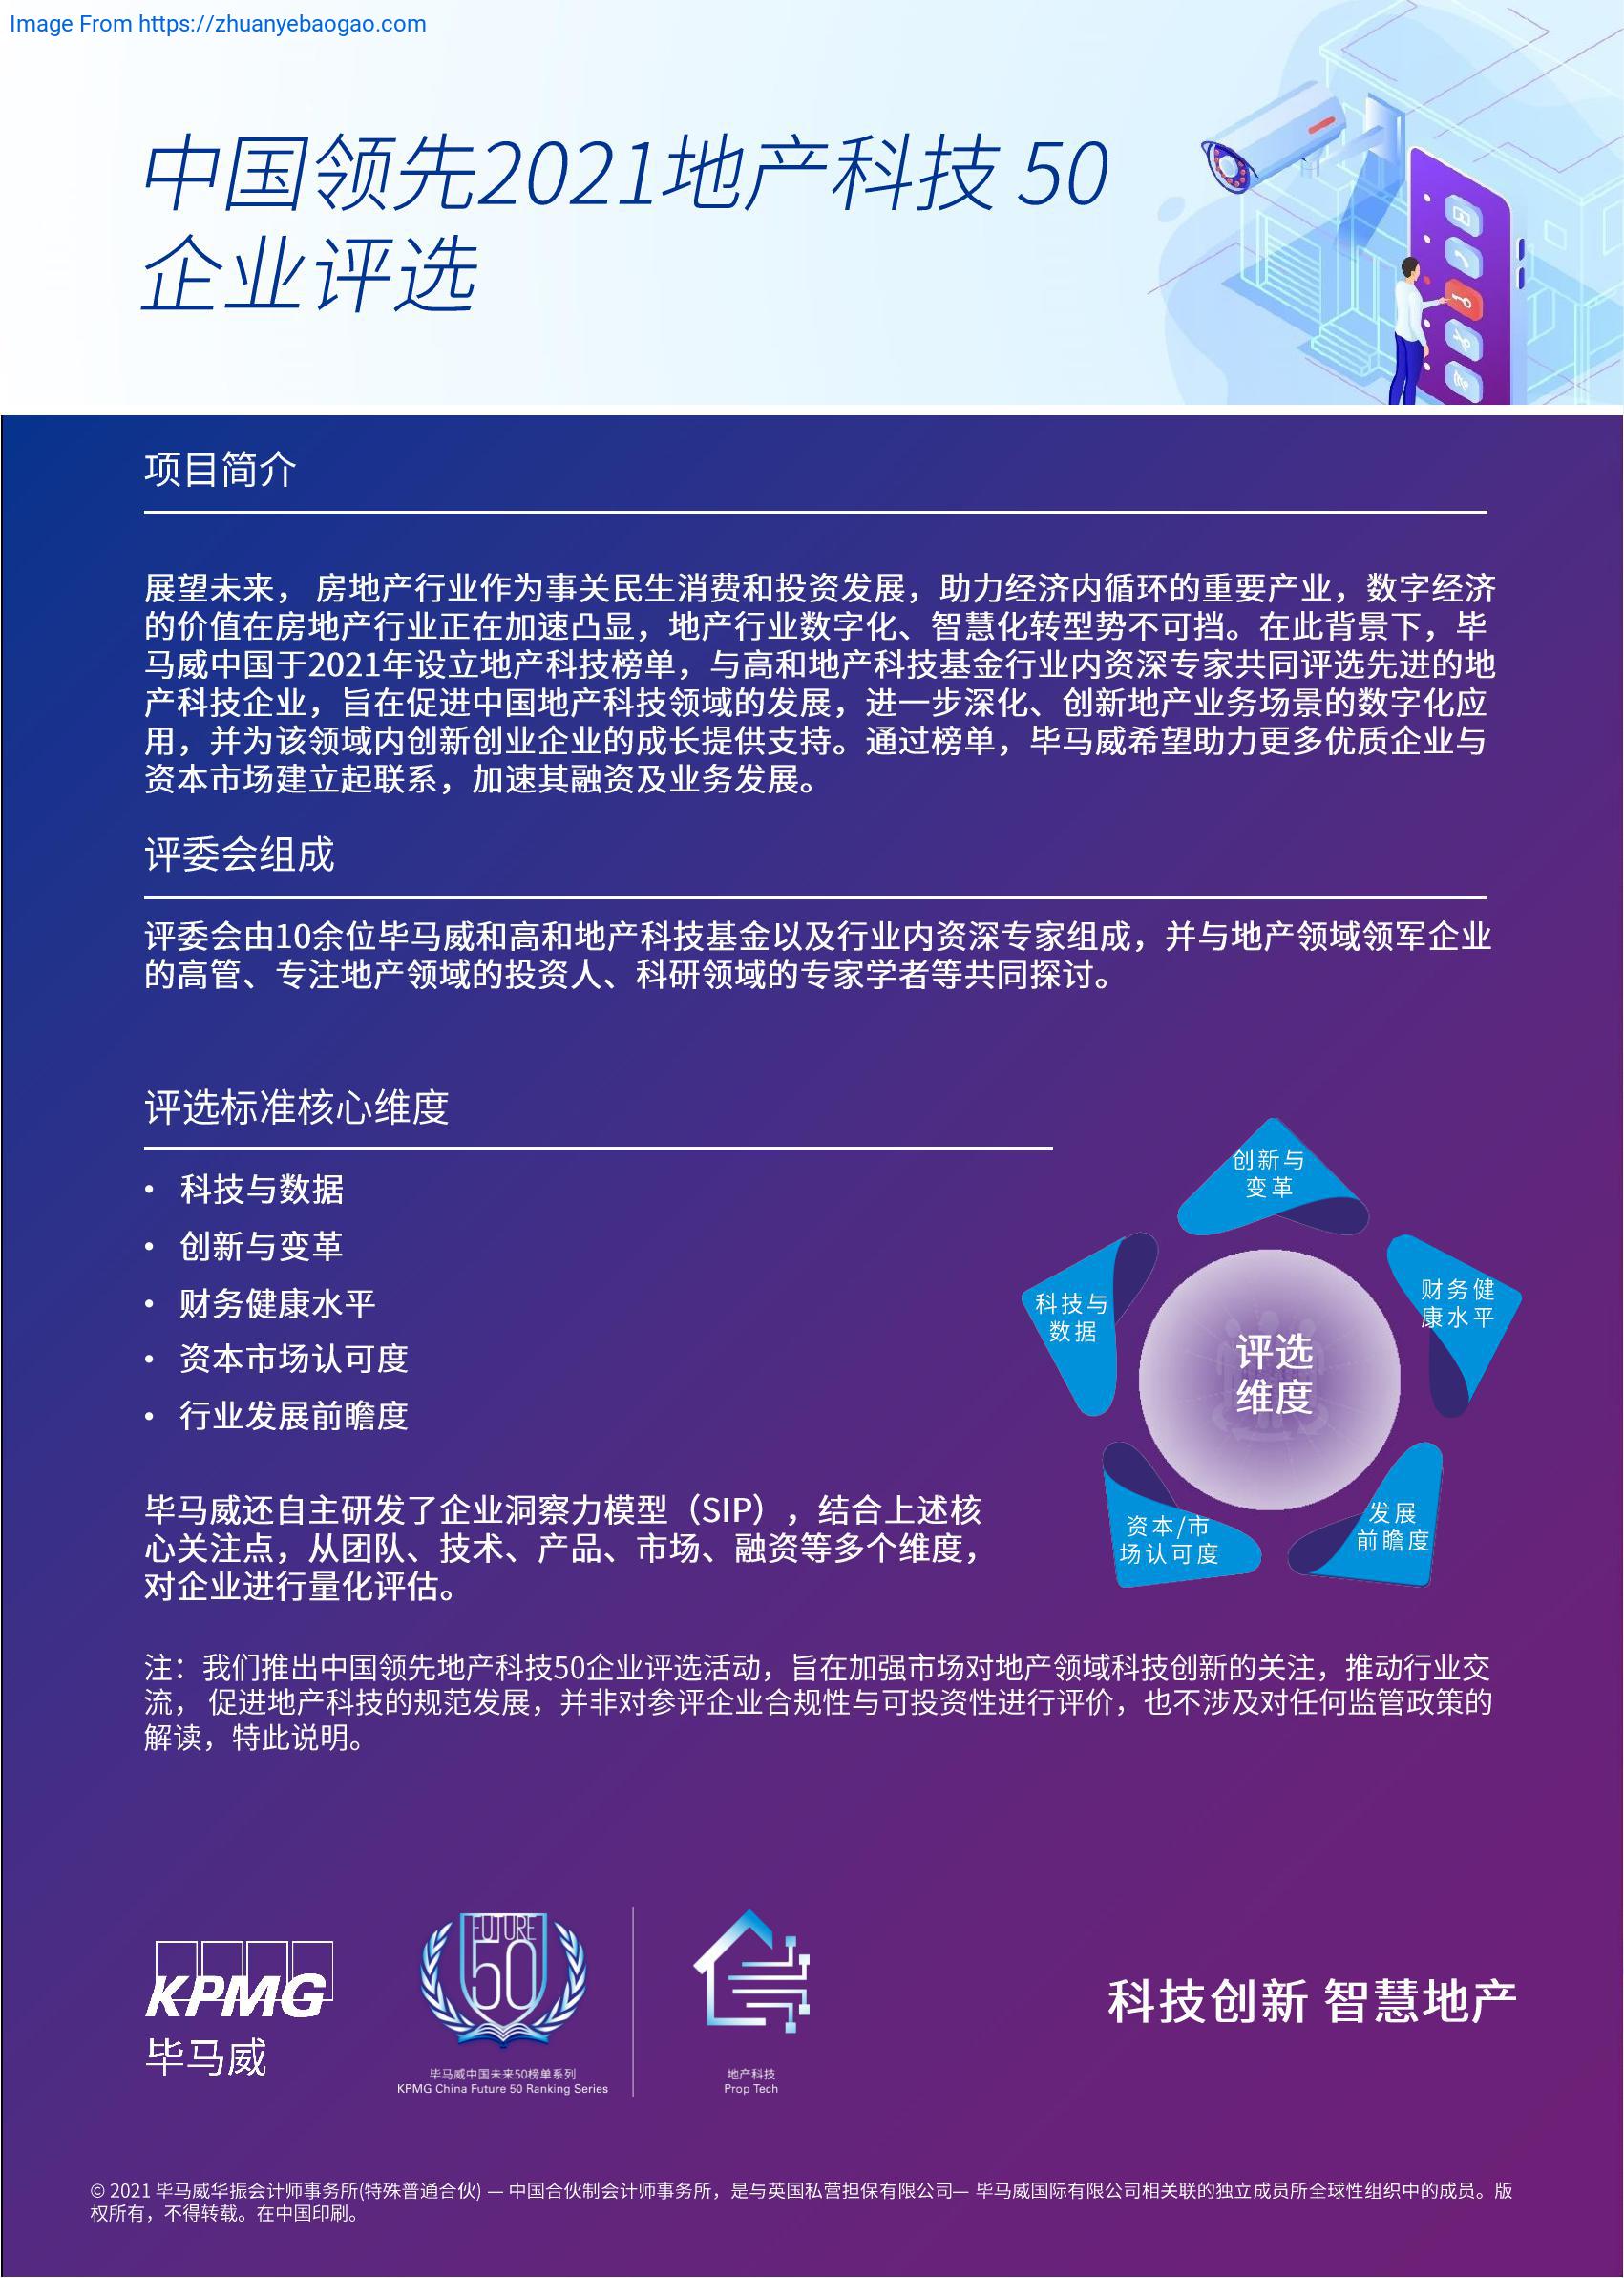 Image From https://zhuanyebaogao.com
中国领先2021地产科技 50
企业评选
项目简介
展望未来， 房地产行业作为事关民生消费和投资发展，助力经济内循环的重要产业，数字经济
的价值在房地产行业正在加速凸显，地产行业数字化、智慧化转型势不可挡。在此背景下，毕
马威中国于2021年设立地产科技榜单，与高和地产科技基金行业内资深专家共同评选先进的地
产科技企业，旨在促进中国地产科技领域的发展，进一步深化、创新地产业务场景的数字化应
用，并为该领域内创新创业企业的成长提供支持。通过榜单，毕马威希望助力更多优质企业与
资本市场建立起联系，加速其融资及业务发展。
评委会组成
评委会由10余位毕马威和高和地产科技基金以及行业内资深专家组成，并与地产领域领军企业
的高管、专注地产领域的投资人、科研领域的专家学者等共同探讨。
评选标准核心维度
• 科技与数据
• 创新与变革
• 财务健康水平
• 资本市场认可度
• 行业发展前瞻度
创新与
变革
科技与
数据
财务健
康水平
评选
维度
资本/市
场认可度
发展
前瞻度
毕马威还自主研发了企业洞察力模型（SIP），结合上述核
心关注点，从团队、技术、产品、市场、融资等多个维度，
对企业进行量化评估。
注：我们推出中国领先地产科技50企业评选活动，旨在加强市场对地产领域科技创新的关注，推动行业交
流， 促进地产科技的规范发展，并非对参评企业合规性与可投资性进行评价，也不涉及对任何监管政策的
解读，特此说明。
KPMG
毕马威
FUTURE
50
毕马威中国未来50榜单系列
KPMG China Future 50 Ranking Series
地产科技
Prop Tech
科技创新 智慧地产
© 2021 毕马威华振会计师事务所(特殊普通合伙) — 中国合伙制会计师事务所，是与英国私营担保有限公司— 毕马威国际有限公司相关联的独立成员所全球性组织中的成员。版
权所有，不得转载。在中国印刷。